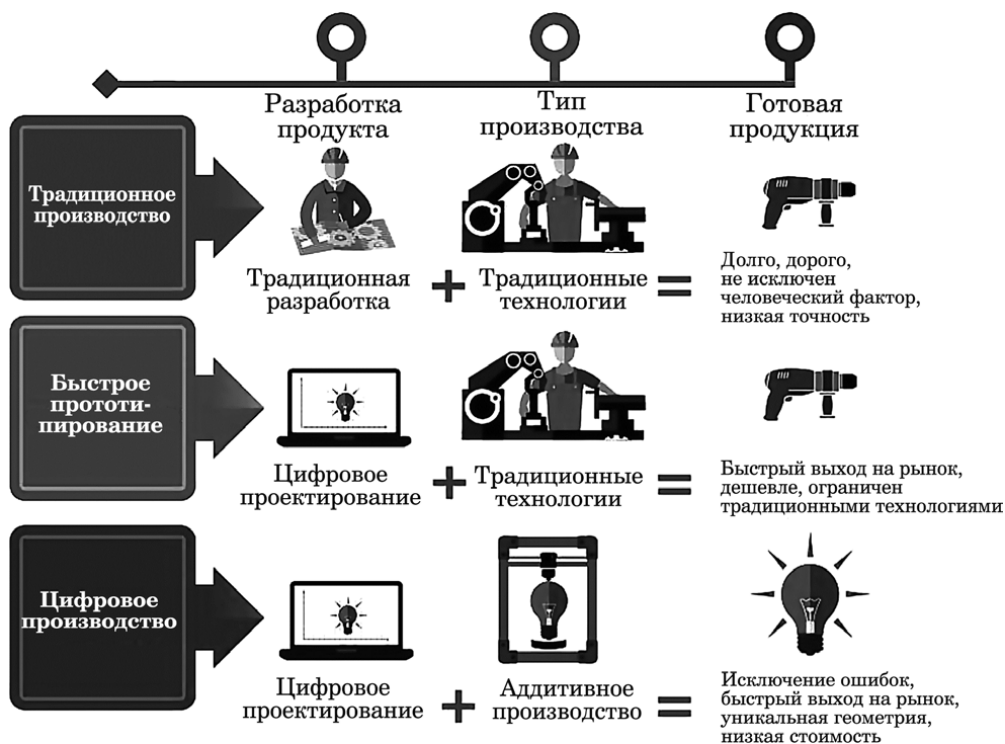 Разработка
продукта
Тип
производства
Готовая
продукция
Традиционное
производство
Традиционная
разработка
+
Традиционные
технологии
=
Долго, дорого,
не исключен
человеческий фактор,
низкая точность
Быстрое
прототи-
пирование
Цифровое
проектирование
+
Традиционные
технологии
=
Быстрый выход на рынок,
дешевле, ограничен
традиционными технологиями
Цифровое
производство
Цифровое
проектирование
+
Аддитивное
производство
=
Исключение ошибок,
быстрый выход на рынок,
уникальная геометрия,
низкая стоимость